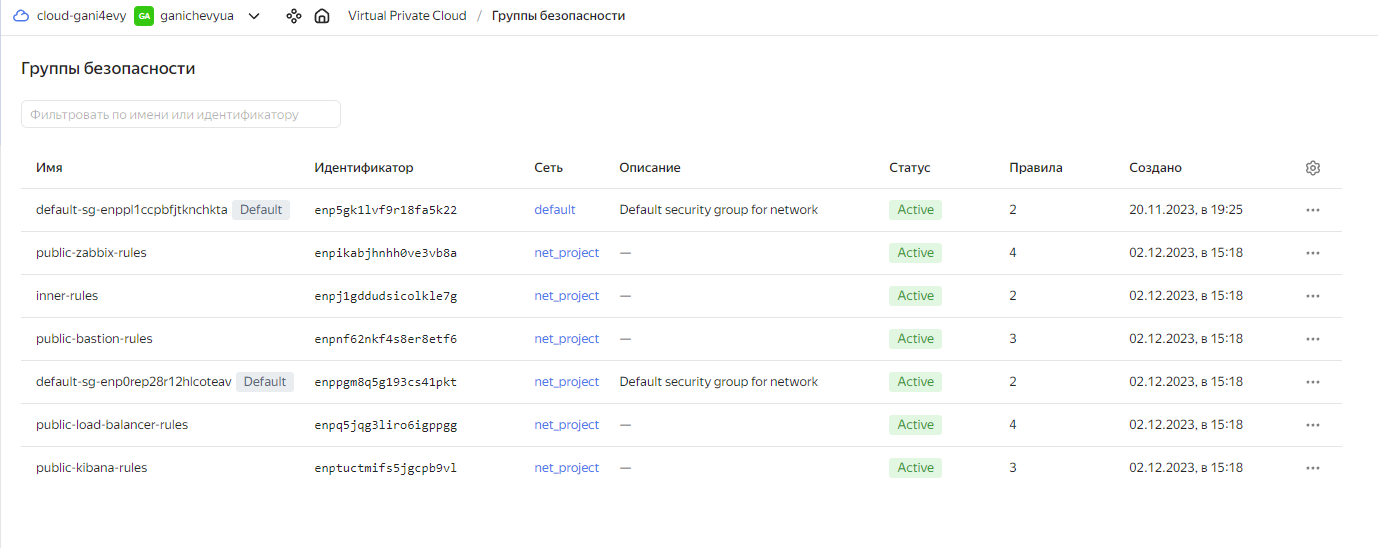 cloud-gani4evy GA ganichevyua Virtual Private Cloud / Группы безопасности
Группы безопасности
Фильтровать по имени или идентификатору
Имя Идентификатор Сеть Описание Статус Правила Создано
default-sg-enppl1ccpbfjtknchkta Default enp5gk1lvf9r18fa5k22 default Default security group for network Active 2 20.11.2023, в 19:25
public-zabbix-rules enpikabjhnhh0ve3vb8a net_project — Active 4 02.12.2023, в 15:18
inner-rules enpj1gddudsicolkle7g net_project — Active 2 02.12.2023, в 15:18
public-bastion-rules enpnf62nkf4s8er8etf6 net_project — Active 3 02.12.2023, в 15:18
default-sg-enp0rep28r12hlcoteav Default enppgm8q5g193cs41pkt net_project Default security group for network Active 2 02.12.2023, в 15:18
public-load-balancer-rules enpq5jqg3liro6igppgg net_project — Active 4 02.12.2023, в 15:18
public-kibana-rules enptuctmifs5jgcpb9vl net_project — Active 3 02.12.2023, в 15:18